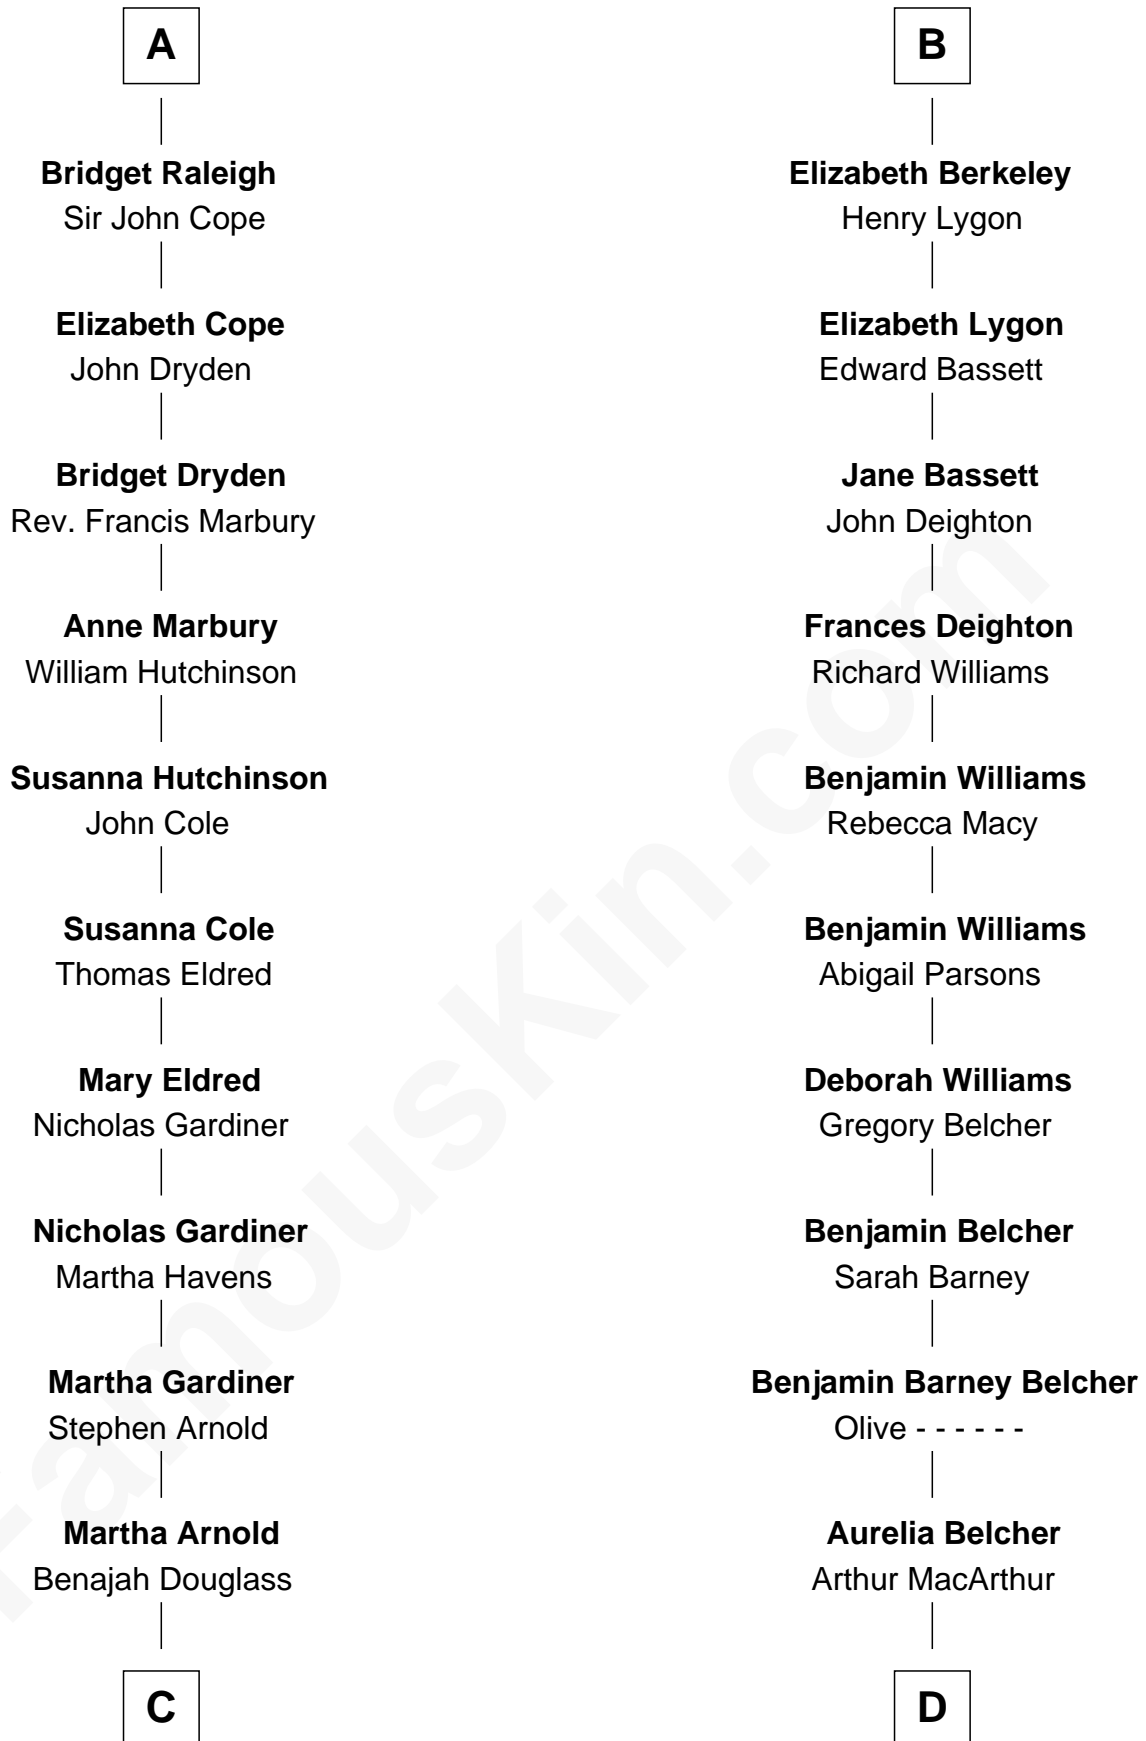 A
Bridget Raleigh
Sir John Cope
Elizabeth Cope
John Dryden
Bridget Dryden
Rev. Francis Marbury
Anne Marbury
William Hutchinson
Susanna Hutchinson
John Cole
Susanna Cole
Thomas Eldred
Mary Eldred
Nicholas Gardiner
Nicholas Gardiner
Martha Havens
Martha Gardiner
Stephen Arnold
Martha Arnold
Benajah Douglass
C
B
Elizabeth Berkeley
Henry Lygon
Elizabeth Lygon
Edward Bassett
Jane Bassett
John Deighton
Frances Deighton
Richard Williams
Benjamin Williams
Rebecca Macy
Benjamin Williams
Abigail Parsons
Deborah Williams
Gregory Belcher
Benjamin Belcher
Sarah Barney
Benjamin Barney Belcher
Olive - - - - - -
Aurelia Belcher
Arthur MacArthur
D
FamousKin.com